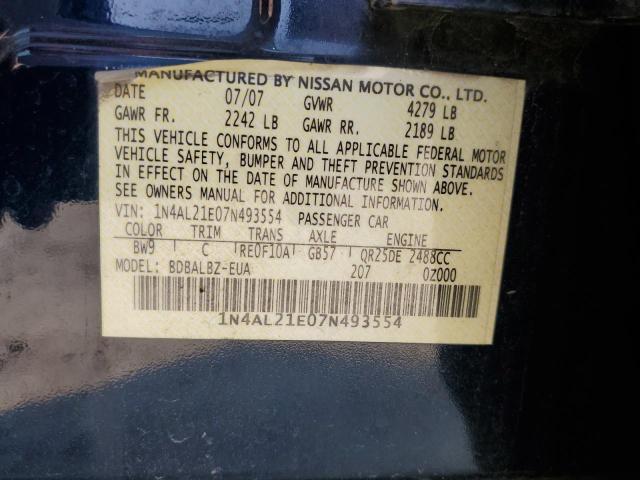 MANUFACTURED BY NISSAN MOTOR CO., LTD.
DATE 07/07 GVWR 4279 LB
GAWR FR. 2242 LB GAWR RR. 2189 LB
THIS VEHICLE CONFORMS TO ALL APPLICABLE FEDERAL MOTOR
VEHICLE SAFETY, BUMPER AND THEFT PREVENTION STANDARDS
IN EFFECT ON THE DATE OF MANUFACTURE SHOWN ABOVE.
SEE OWNERS MANUAL FOR ADDITIONAL INFORMATION.
VIN: 1N4AL21E07N493554 PASSENGER CAR
COLOR TRIM TRANS AXLE ENGINE
BW9 C RE0F10A GB57 QR25DE 2488CC
MODEL: BDBALBZ-EUA 207 0Z000
1N4AL21E07N493554